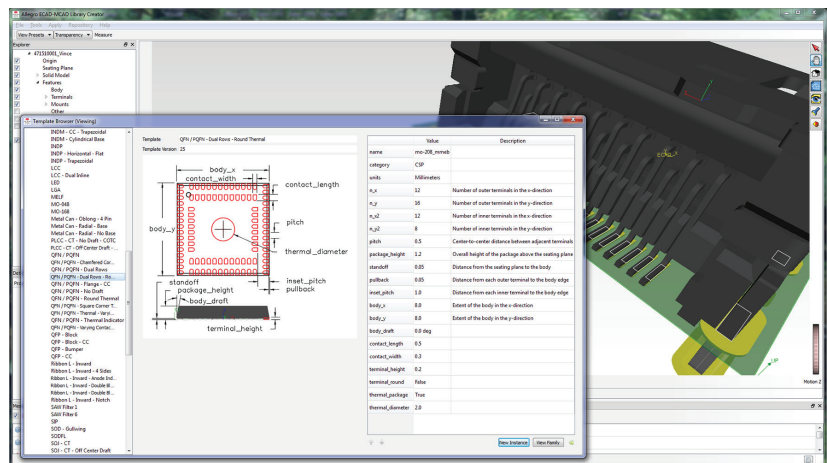 Allegro ECAD-MCAD Library Creator
File Tools Apply Repository Help
View Presets Transparency Measure
Explorer
471510001_Vince
Origin
Seating Plane
Solid Model
Features
Body
Terminals
Mounts
Other
Template Browser (Viewing)
INDM - CC - Trapezoidal
INDM - Cylindrical Base
INDP
INDP - Horizontal - Flat
INDP - Trapezoidal
LCC
LCC - Dual Inline
LED
LGA
MELF
MO-048
MO-168
Metal Can - Oblong - 4 Pin
Metal Can - Radial - Base
Metal Can - Radial - No Base
PLCC - CT - No Draft - COTC
PLCC - CT - Off Center Draft - ...
QFN / PQFN
QFN / PQFN - Chamfered Cor...
QFN / PQFN - Dual Rows
QFN / PQFN - Dual Rows - Ro...
QFN / PQFN - Flange - CC
QFN / PQFN - No Draft
QFN / PQFN - Round Thermal
QFN / PQFN - Square Corner T...
QFN / PQFN - Thermal - Varyi...
QFN / PQFN - Thermal Indicator
QFN / PQFN - Varying Contac...
QFP - Block
QFP - Block - CC
QFP - Bumper
QFP - CC
Ribbon L - Inward
Ribbon L - Inward - 4 Sides
Ribbon L - Inward - Anode Ind...
Ribbon L - Inward - Double Bl...
Ribbon L - Inward - Double Bl...
Ribbon L - Inward - Notch
SAW Filter 1
SAW Filter 6
SIP
SOD - Gullwing
SODFL
SOJ - CT
SOJ - CT - Off Center Draft
Template QFN / PQFN - Dual Rows - Round Thermal
Template Version 25
body_x
contact_width
contact_length
body_y
pitch
thermal_diameter
standoff
package_height
inset_pitch
pullback
body_draft
terminal_height
Value Description
name mo-208_mmab
category CSP
units Millimeters
n_x 12 Number of outer terminals in the x-direction
n_y 16 Number of outer terminals in the y-direction
n_x2 12 Number of inner terminals in the x-direction
n_y2 8 Number of inner terminals in the y-direction
pitch 0.5 Center-to-center distance between adjacent terminals
package_height 1.2 Overall height of the package above the seating plane
standoff 0.05 Distance from the seating plane to the body
pullback 0.05 Distance from each outer terminal to the body edge
inset_pitch 1.0 Distance from each inner terminal to the body edge
body_x 8.0 Extent of the body in the x-direction
body_y 8.0 Extent of the body in the y-direction
body_draft 0.0 deg
contact_length 0.5
contact_width 0.3
terminal_height 0.2
terminal_round False
thermal_package True
thermal_diameter 2.0
New Instance View Family
Motion 2